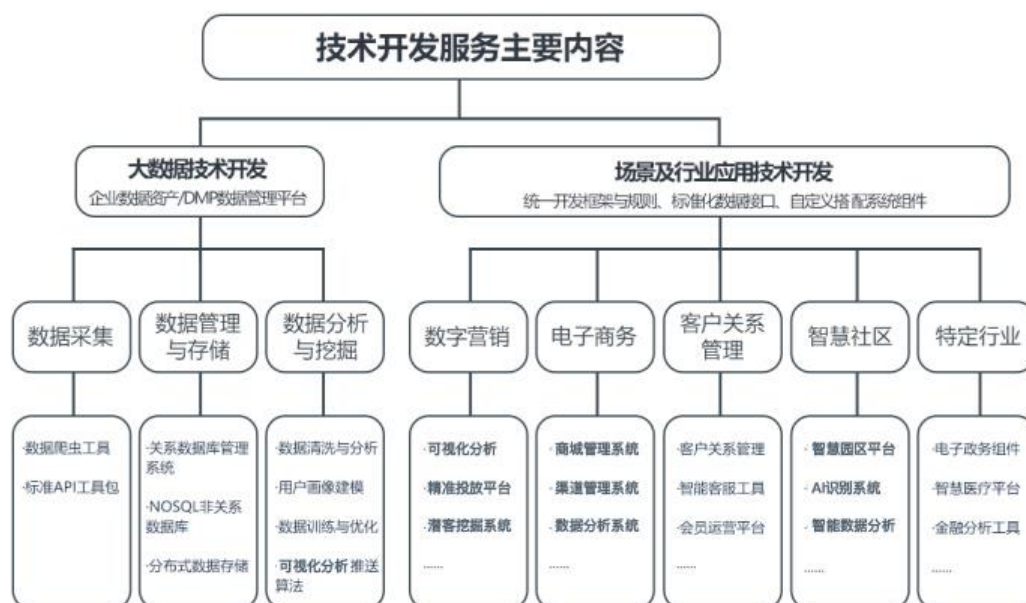 技术开发服务主要内容
大数据技术开发
企业数据资产/DMP数据管理平台
场景及行业应用技术开发
统一开发框架与规则、标准化数据接口、自定义搭配系统组件
数据采集
数据管理
与存储
数据分析
与挖掘
数字营销
电子商务
客户关系
管理
智慧社区
特定行业
·数据爬虫工具
·标准API工具包
·关系数据库管理
系统
·NOSQL非关系
数据库
·分布式数据存储
·数据清洗与分析
·用户画像建模
·数据训练与优化
·可视化分析 推送
算法
·可视化分析
·精准投放平台
·潜客挖掘系统
......
·商城管理系统
·渠道管理系统
·数据分析系统
......
·客户关系管理
·智能客服工具
·会员运营平台
......
·智慧园区平台
·AI识别系统
·智能数据分析
......
·电子政务组件
·智慧医疗平台
·金融分析工具
......